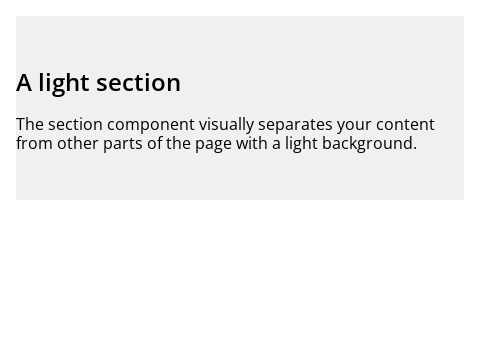 A light section
The section component visually separates your content
from other parts of the page with a light background.